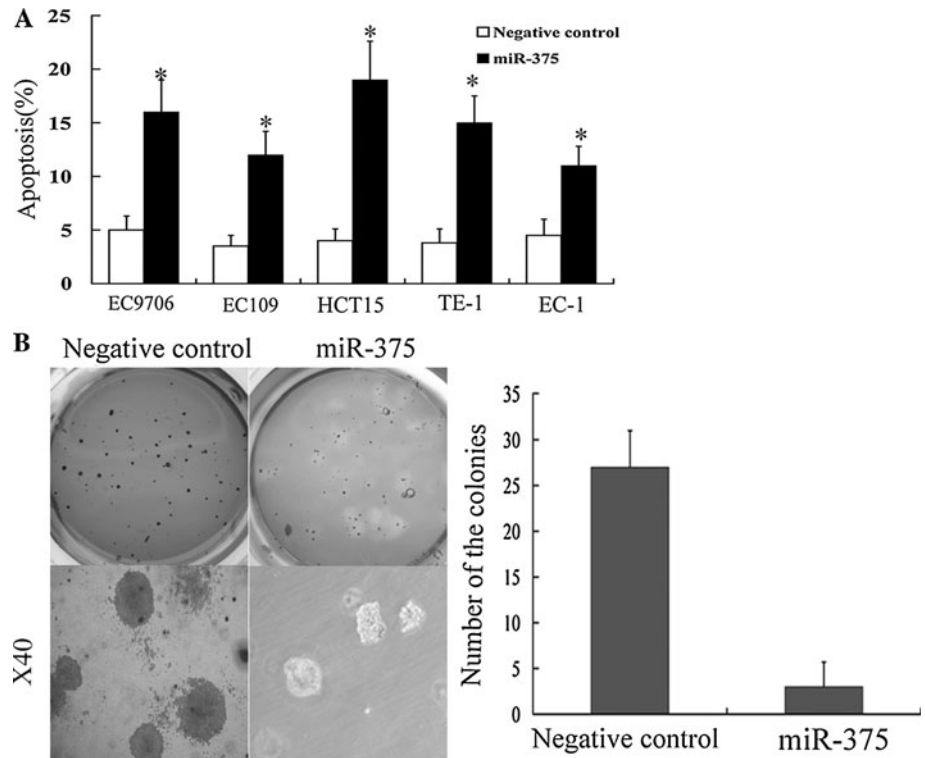 A
Apoptosis(%)
25
20
15
10
5
0
Negative control
miR-375
*
*
*
*
*
EC9706
EC109
HCT15
TE-1
EC-1
B
Negative control
miR-375
X40
Number of the colonies
35
30
25
20
15
10
5
0
Negative control
miR-375